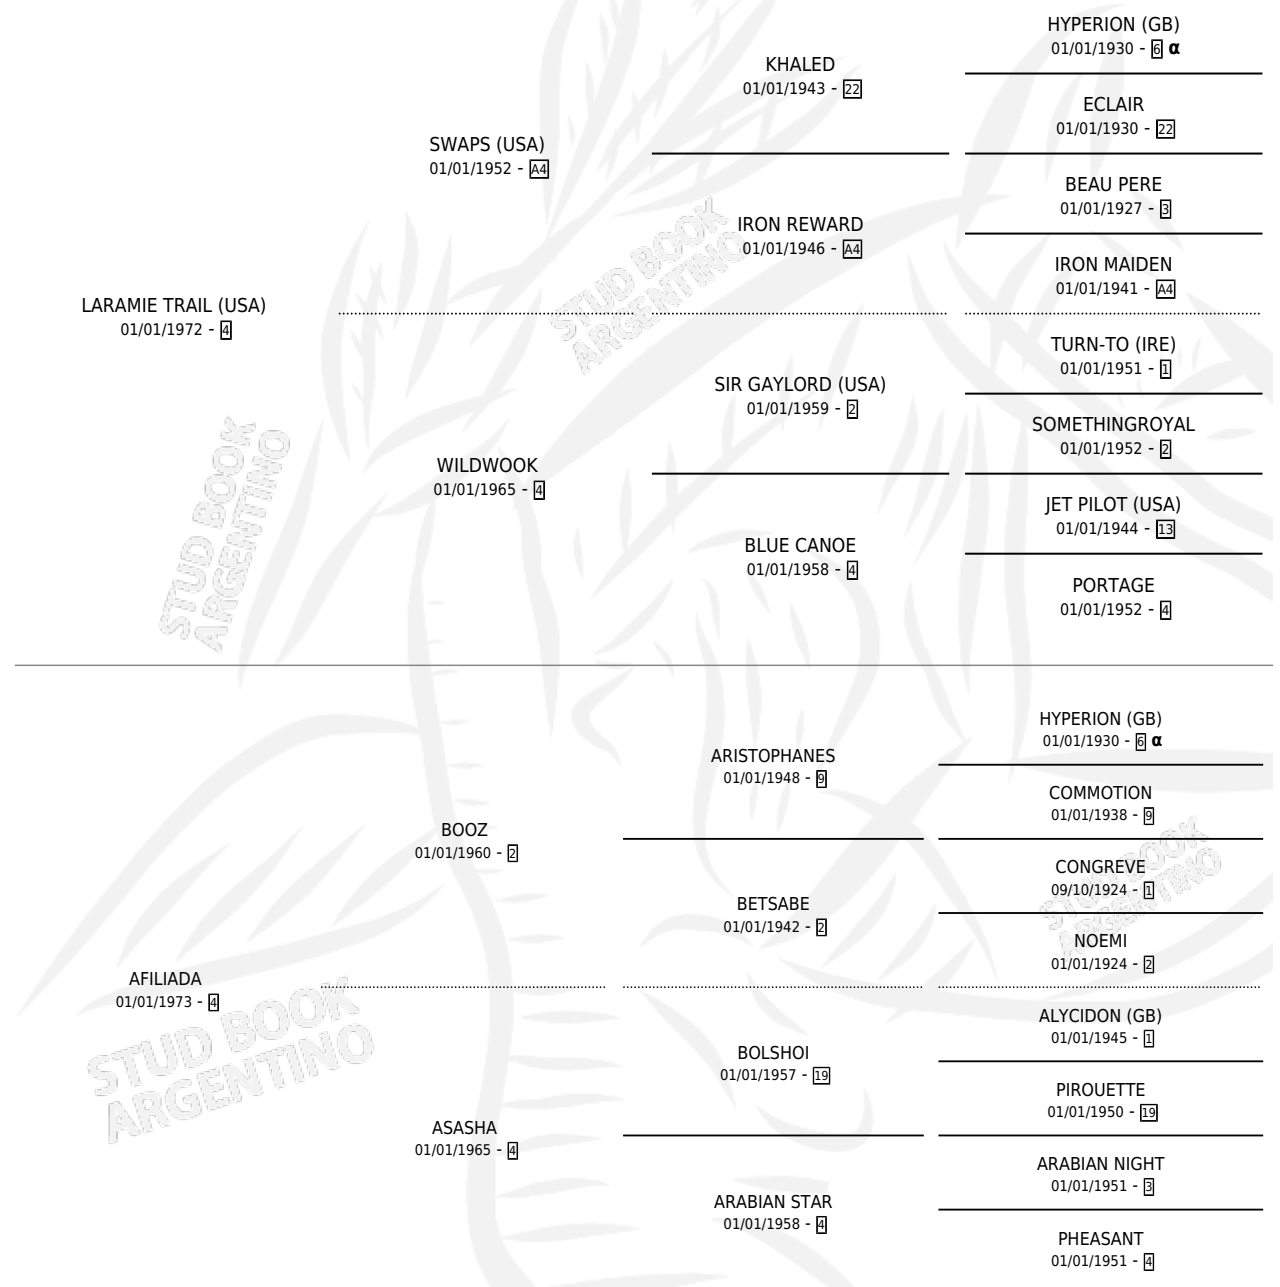 HYPERION (GB)
01/01/1930 - 6 α
KHALED
01/01/1943 - 22
ECLAIR
01/01/1930 - 22
SWAPS (USA)
01/01/1952 - A4
BEAU PERE
01/01/1927 - 3
IRON REWARD
01/01/1946 - A4
IRON MAIDEN
01/01/1941 - A4
LARAMIE TRAIL (USA)
01/01/1972 - 4
TURN-TO (IRE)
01/01/1951 - 1
SIR GAYLORD (USA)
01/01/1959 - 2
SOMETHINGROYAL
01/01/1952 - 2
WILDWOOK
01/01/1965 - 4
JET PILOT (USA)
01/01/1944 - 13
BLUE CANOE
01/01/1958 - 4
PORTAGE
01/01/1952 - 4
HYPERION (GB)
01/01/1930 - 6 α
ARISTOPHANES
01/01/1948 - 9
COMMOTION
01/01/1938 - 9
BOOZ
01/01/1960 - 2
CONGREVE
09/10/1924 - 1
BETSABE
01/01/1942 - 2
NOEMI
01/01/1924 - 2
AFILIADA
01/01/1973 - 4
ALYCIDON (GB)
01/01/1945 - 1
BOLSHOI
01/01/1957 - 19
PIROUETTE
01/01/1950 - 19
ASASHA
01/01/1965 - 4
ARABIAN NIGHT
01/01/1951 - 3
ARABIAN STAR
01/01/1958 - 4
PHEASANT
01/01/1951 - 4
STUD BOOK
ARGENTINO
STUD BOOK
ARGENTINO
STUD BOOK
ARGENTINO
STUD BOOK
ARGENTINO